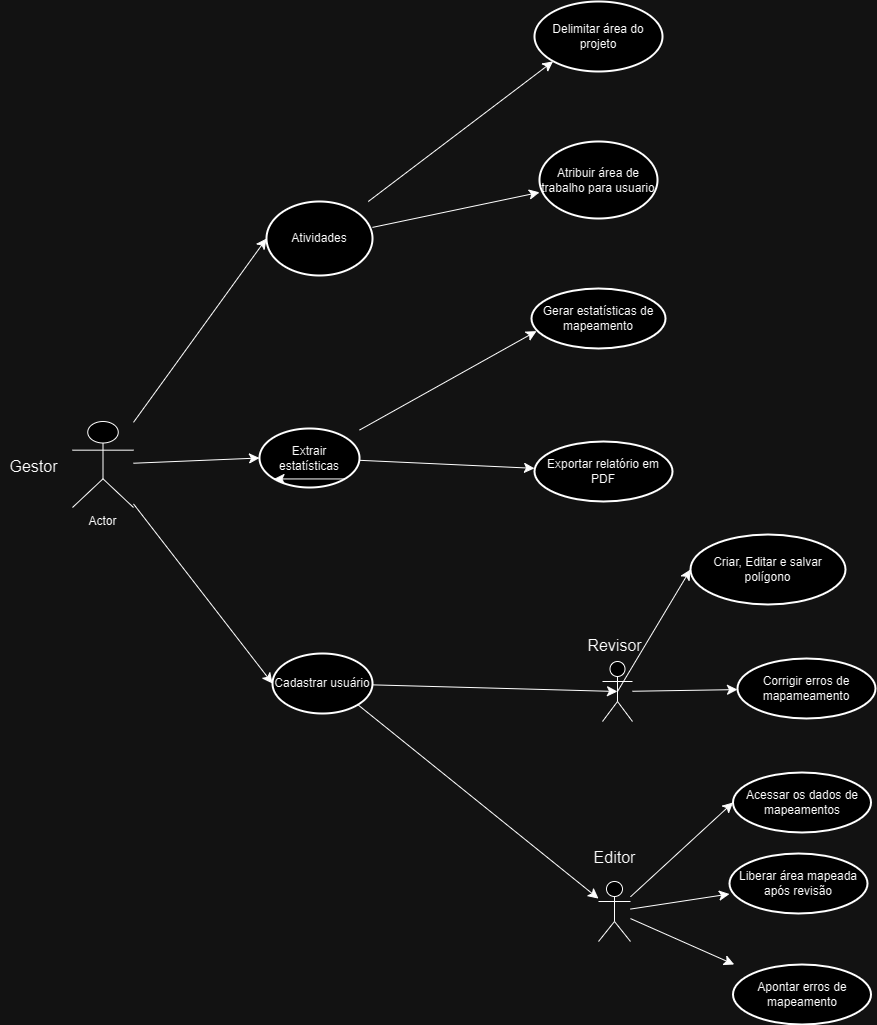 Delimitar área do
projeto
Atribuir área de
trabalho para usuario
Atividades
Gerar estatísticas de
mapeamento
Extrair
estatísticas
Exportar relatório em
PDF
Gestor
Actor
Criar, Editar e salvar
polígono
Revisor
Cadastrar usuário
Corrigir erros de
mapameamento
Acessar os dados de
mapeamentos
Editor
Liberar área mapeada
após revisão
Apontar erros de
mapeamento